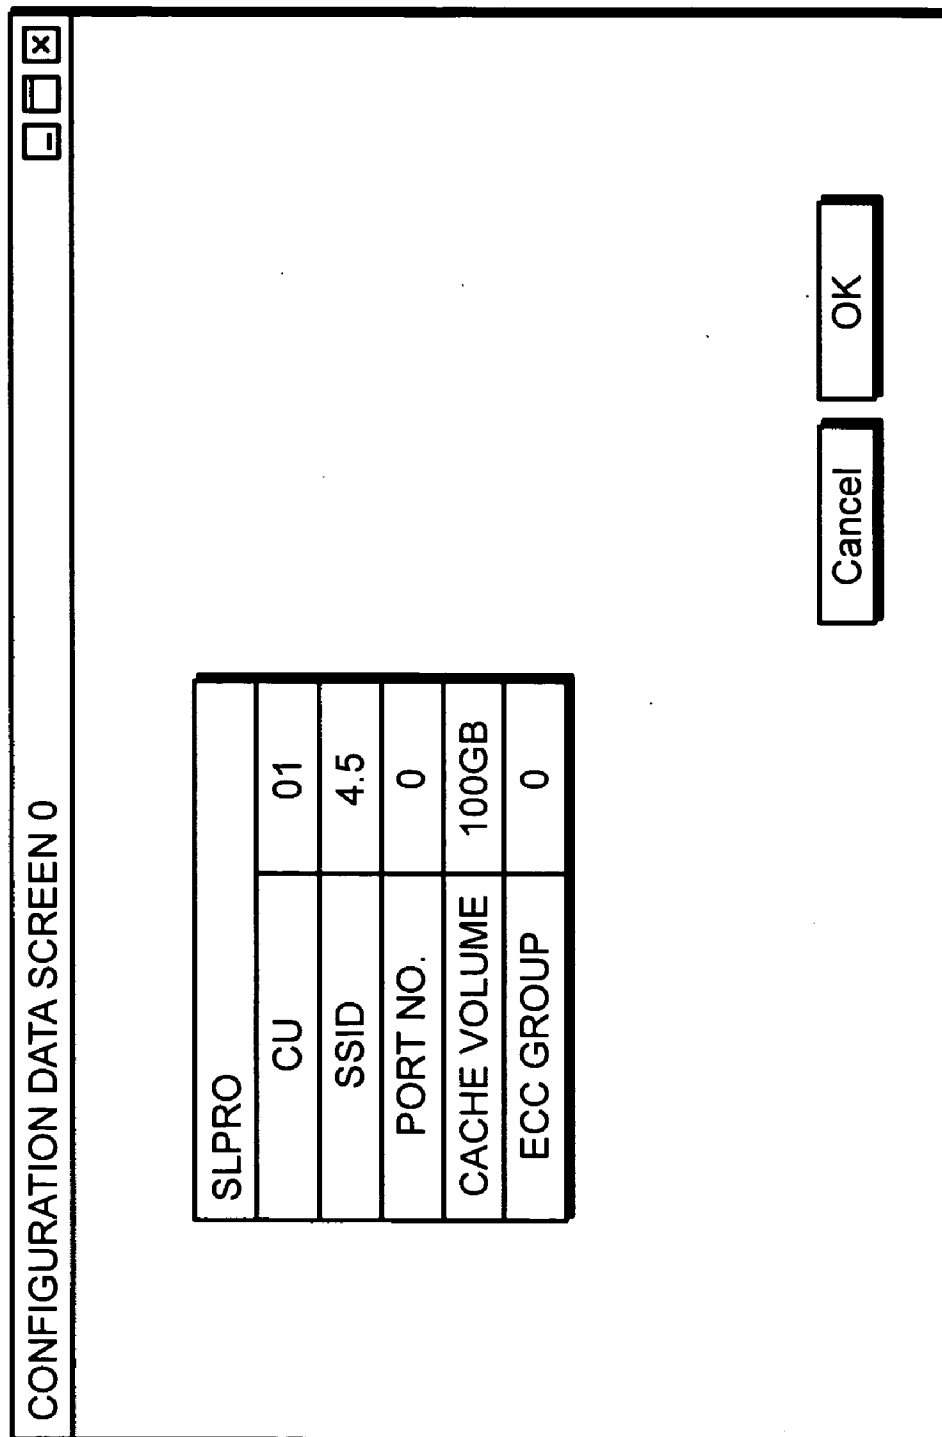 CONFIGURATION DATA SCREEN 0
SLPRO
CU 01
SSID 4.5
PORT NO. 0
CACHE VOLUME 100GB
ECC GROUP 0
Cancel OK